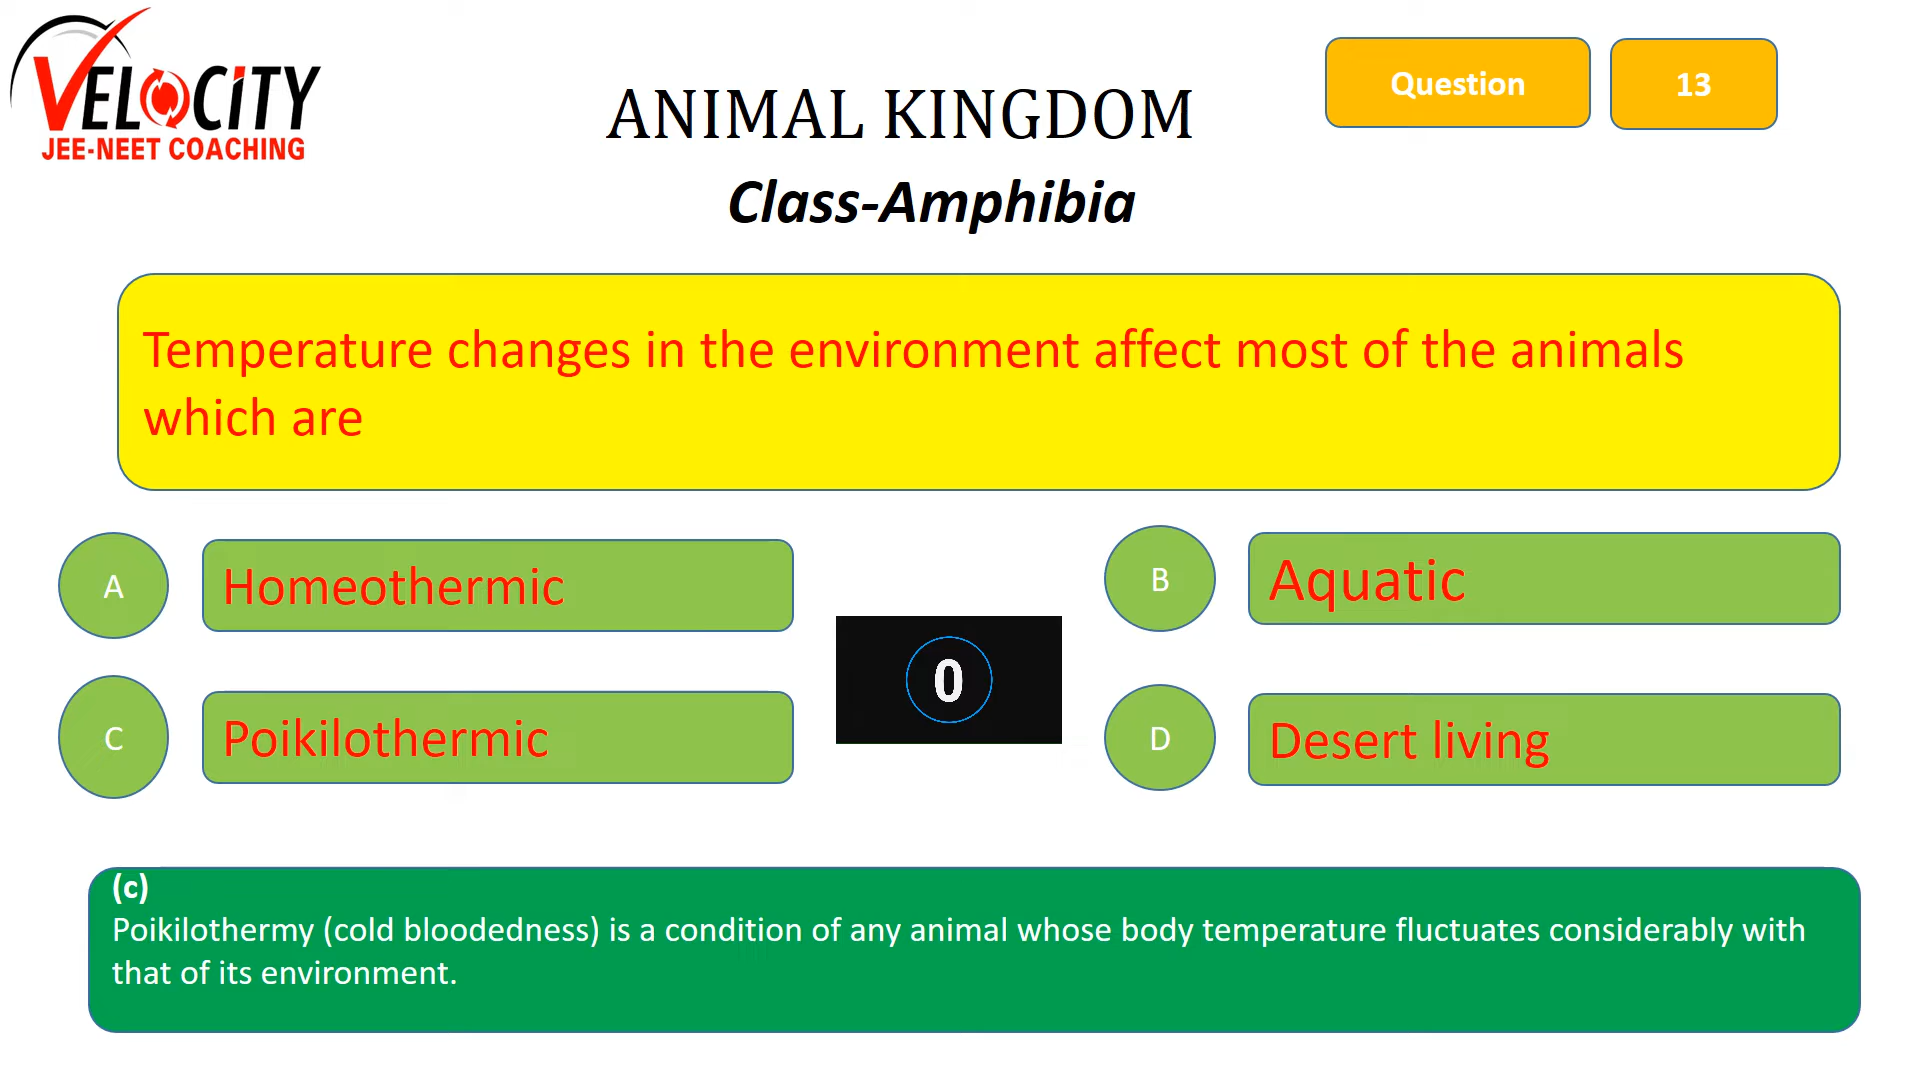 VELOCITY
JEE-NEET COACHING
ANIMAL KINGDOM
Class-Amphibia
Question
13
Temperature changes in the environment affect most of the animals
which are
A
Homeothermic
B
Aquatic
0
C
Poikilothermic
D
Desert living
(c)
Poikilothermy (cold bloodedness) is a condition of any animal whose body temperature fluctuates considerably with
that of its environment.